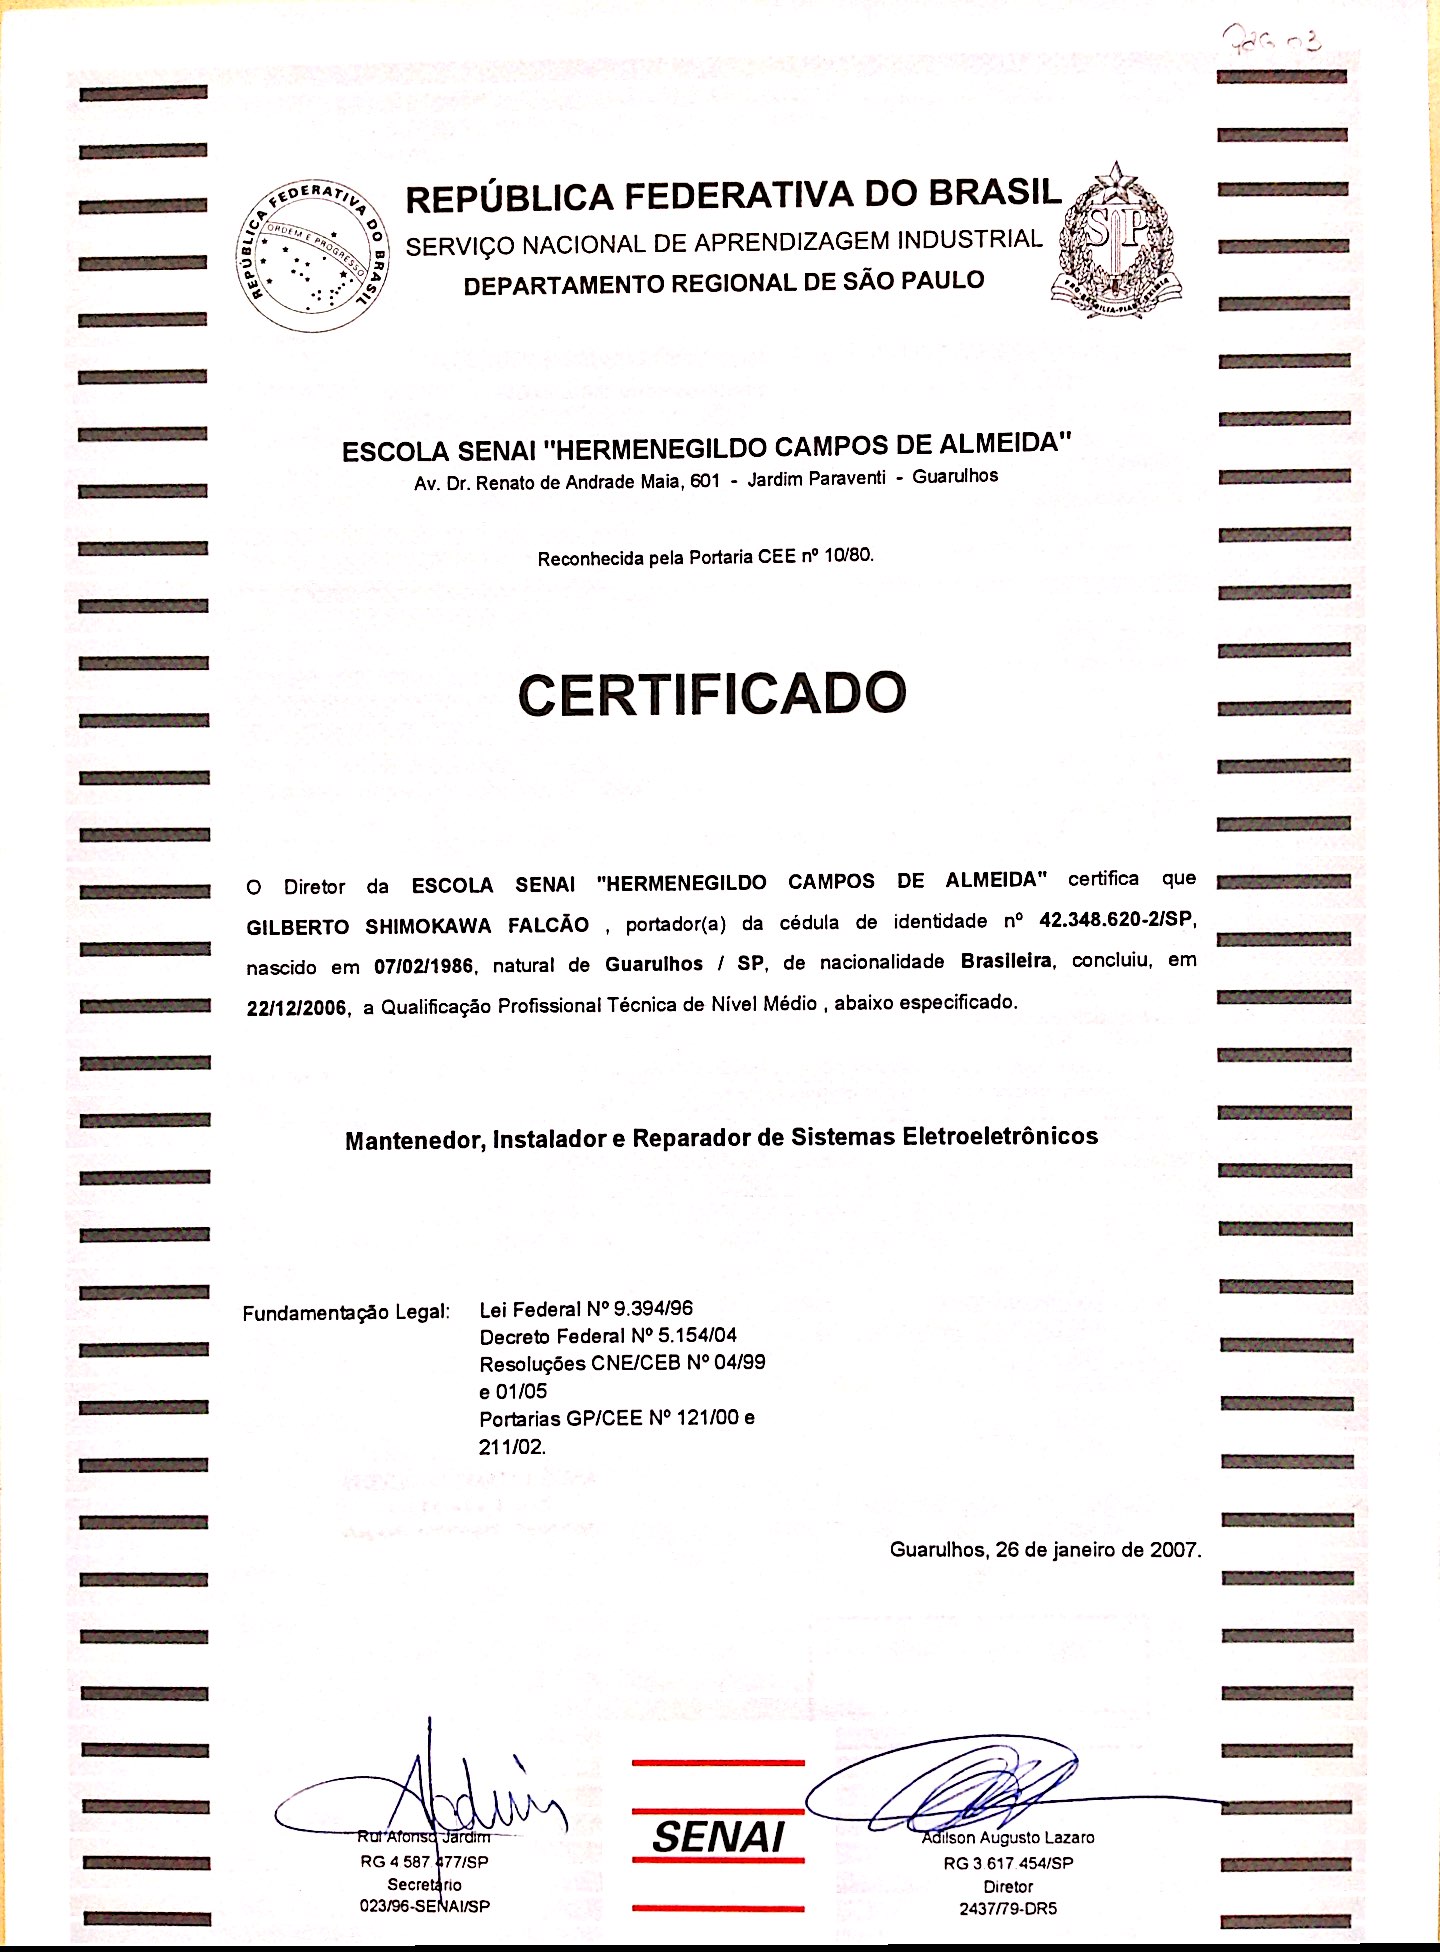 Pág 03
REPÚBLICA FEDERATIVA DO BRASIL
ORDEM E PROGRESSO
REPÚBLICA FEDERATIVA DO BRASIL
SERVIÇO NACIONAL DE APRENDIZAGEM INDUSTRIAL
DEPARTAMENTO REGIONAL DE SÃO PAULO
SP
ESCOLA SENAI "HERMENEGILDO CAMPOS DE ALMEIDA"
Av. Dr. Renato de Andrade Maia, 601 - Jardim Paraventi - Guarulhos
Reconhecida pela Portaria CEE nº 10/80.
CERTIFICADO
O Diretor da ESCOLA SENAI "HERMENEGILDO CAMPOS DE ALMEIDA" certifica que
GILBERTO SHIMOKAWA FALCÃO , portador(a) da cédula de identidade nº 42.348.620-2/SP,
nascido em 07/02/1986, natural de Guarulhos / SP, de nacionalidade Brasileira, concluiu, em
22/12/2006, a Qualificação Profissional Técnica de Nível Médio , abaixo especificado.
Mantenedor, Instalador e Reparador de Sistemas Eletroeletrônicos
Fundamentação Legal: Lei Federal Nº 9.394/96
Decreto Federal Nº 5.154/04
Resoluções CNE/CEB Nº 04/99
e 01/05
Portarias GP/CEE Nº 121/00 e
211/02.
Guarulhos, 26 de janeiro de 2007.
Rui Afonso Jardim
RG 4 587 477/SP
Secretário
023/96-SENAI/SP
SENAI
Adilson Augusto Lazaro
RG 3 617 454/SP
Diretor
2437/79-DR5